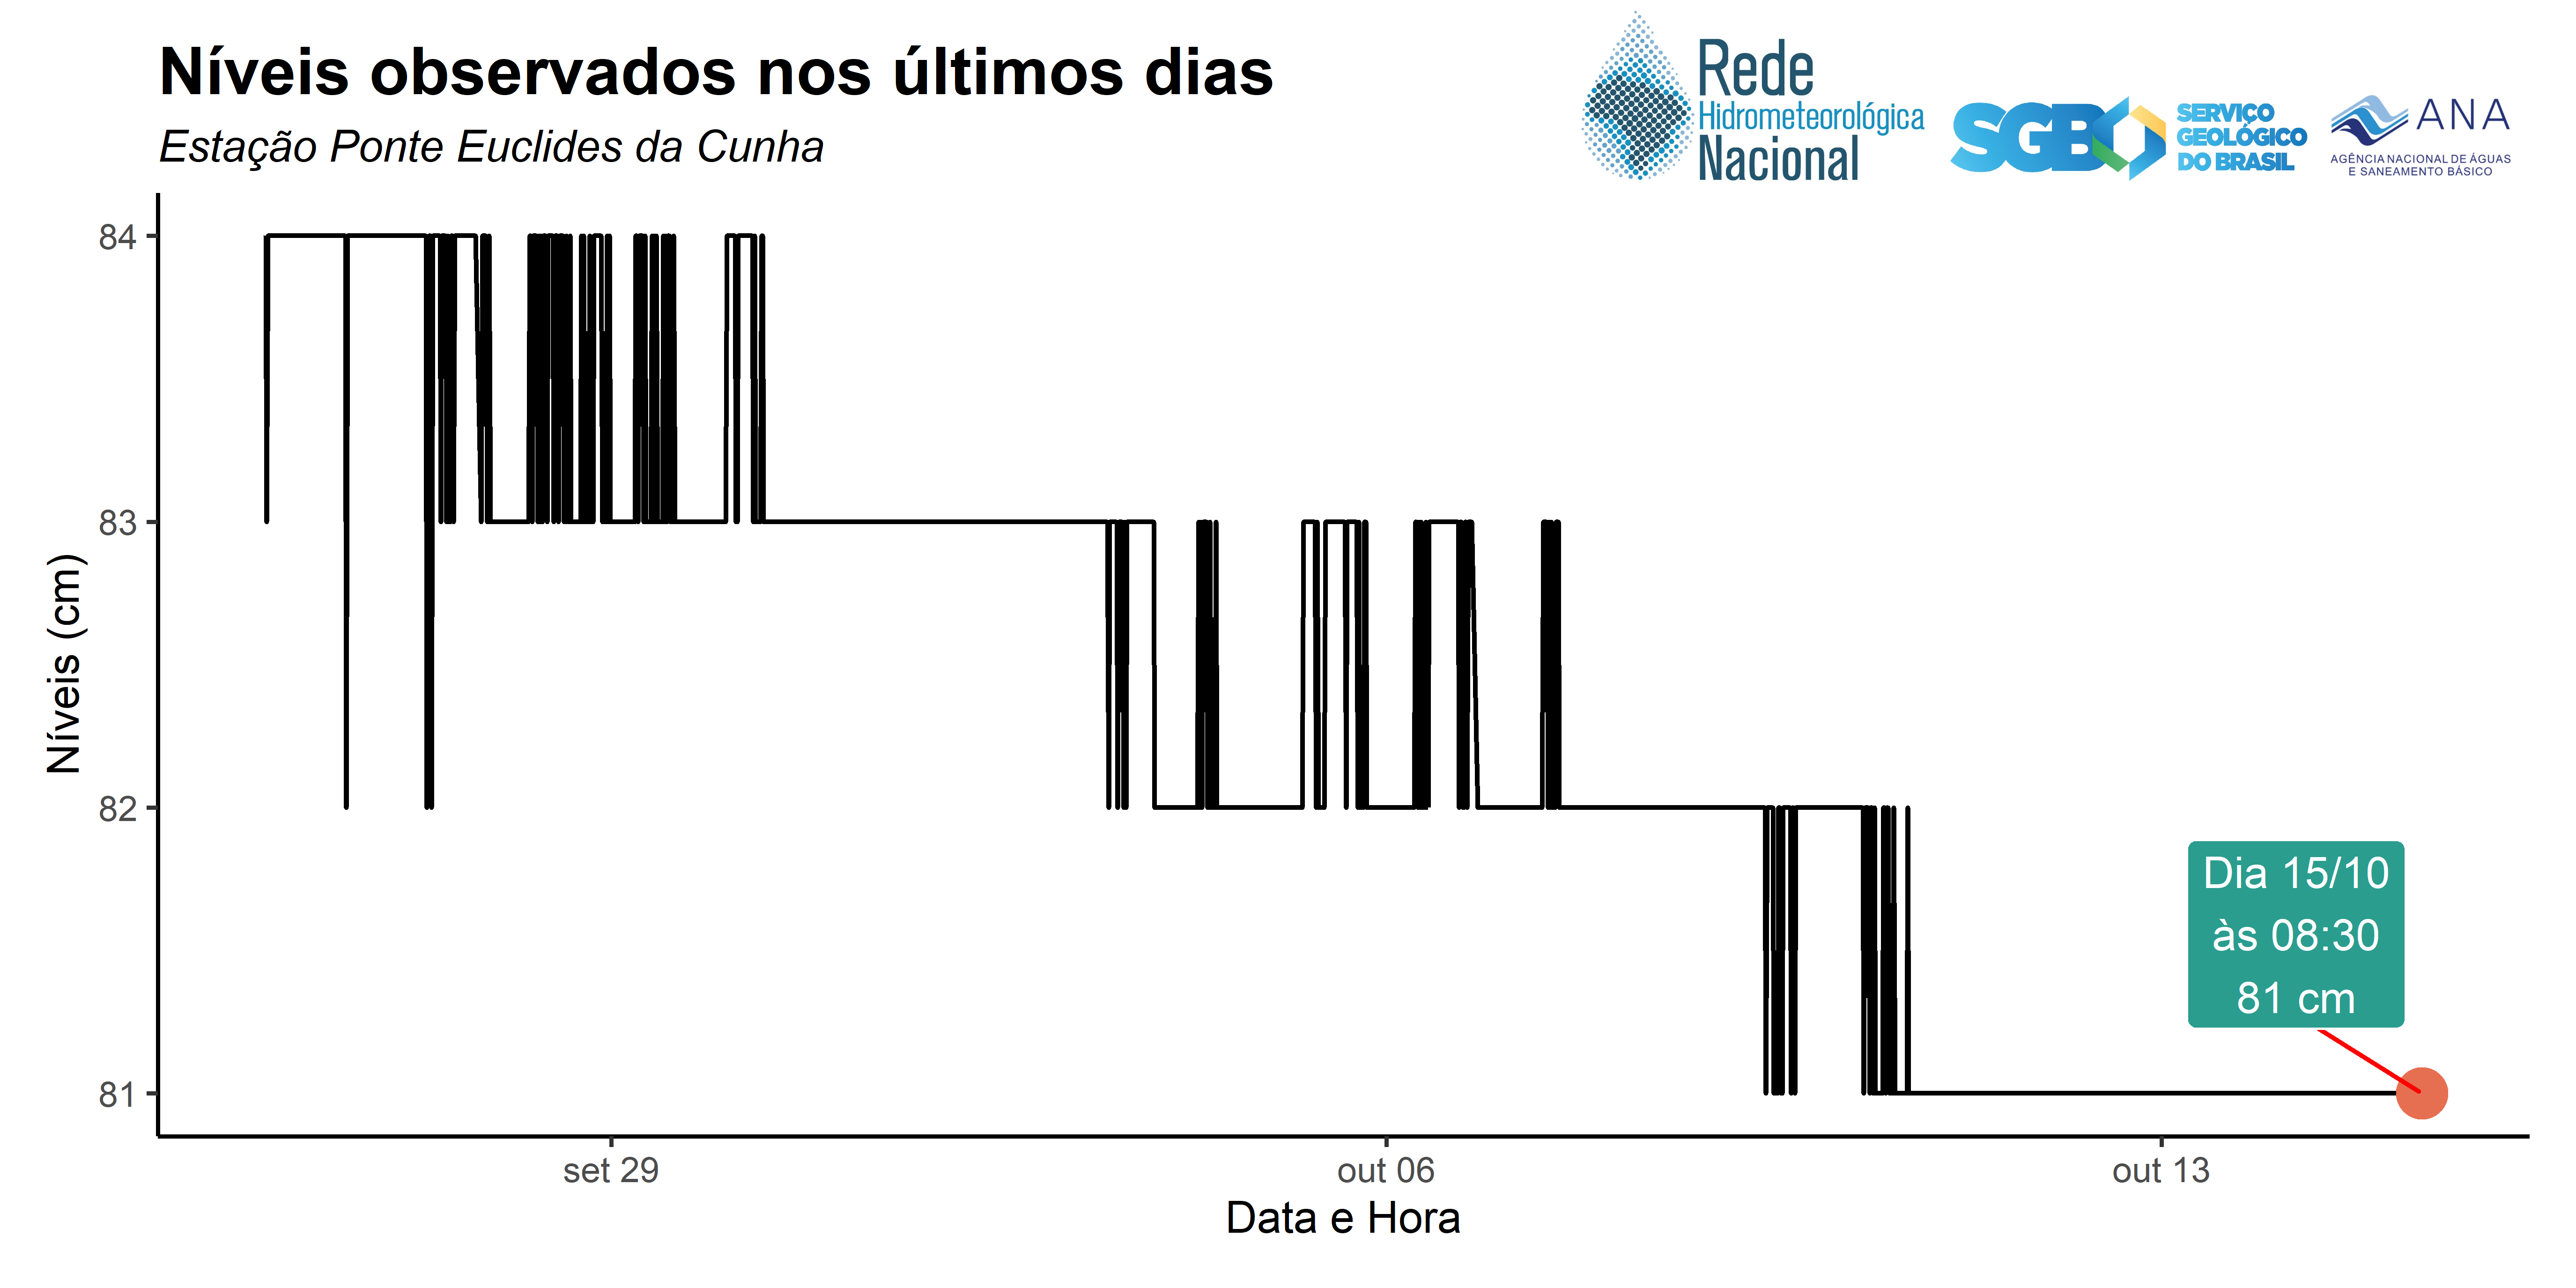 Níveis observados nos últimos dias
Estação Ponte Euclides da Cunha
Rede
Hidrometeorológica
Nacional
SGB
SERVIÇO
GEOLÓGICO
DO BRASIL
ANA
AGÊNCIA NACIONAL DE ÁGUAS
E SANEAMENTO BÁSICO
84
83
82
81
Níveis (cm)
Dia 15/10
às 08:30
81 cm
set 29
out 06
out 13
Data e Hora